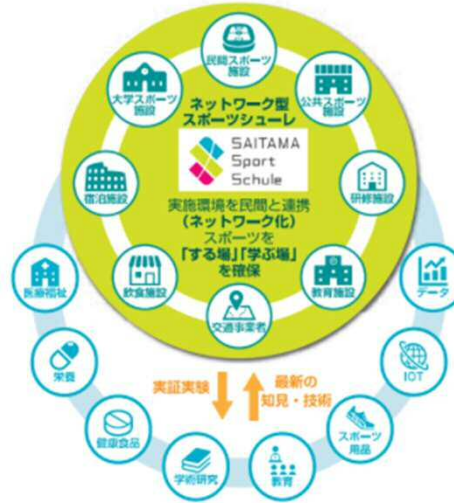 民間スポーツ
施設
大学スポーツ
施設
公共スポーツ
施設
ネットワーク型
スポーツシューレ
SAITAMA
Sport
Schule
宿泊施設
研修施設
実施環境を民間と連携
(ネットワーク化)
スポーツを
「する場」「学ぶ場」
を確保
飲食施設
教育施設
交通事業者
医療福祉
データ
栄養
IOT
実証実験
最新の
知見・技術
健康食品
スポーツ
用品
学術研究
教育